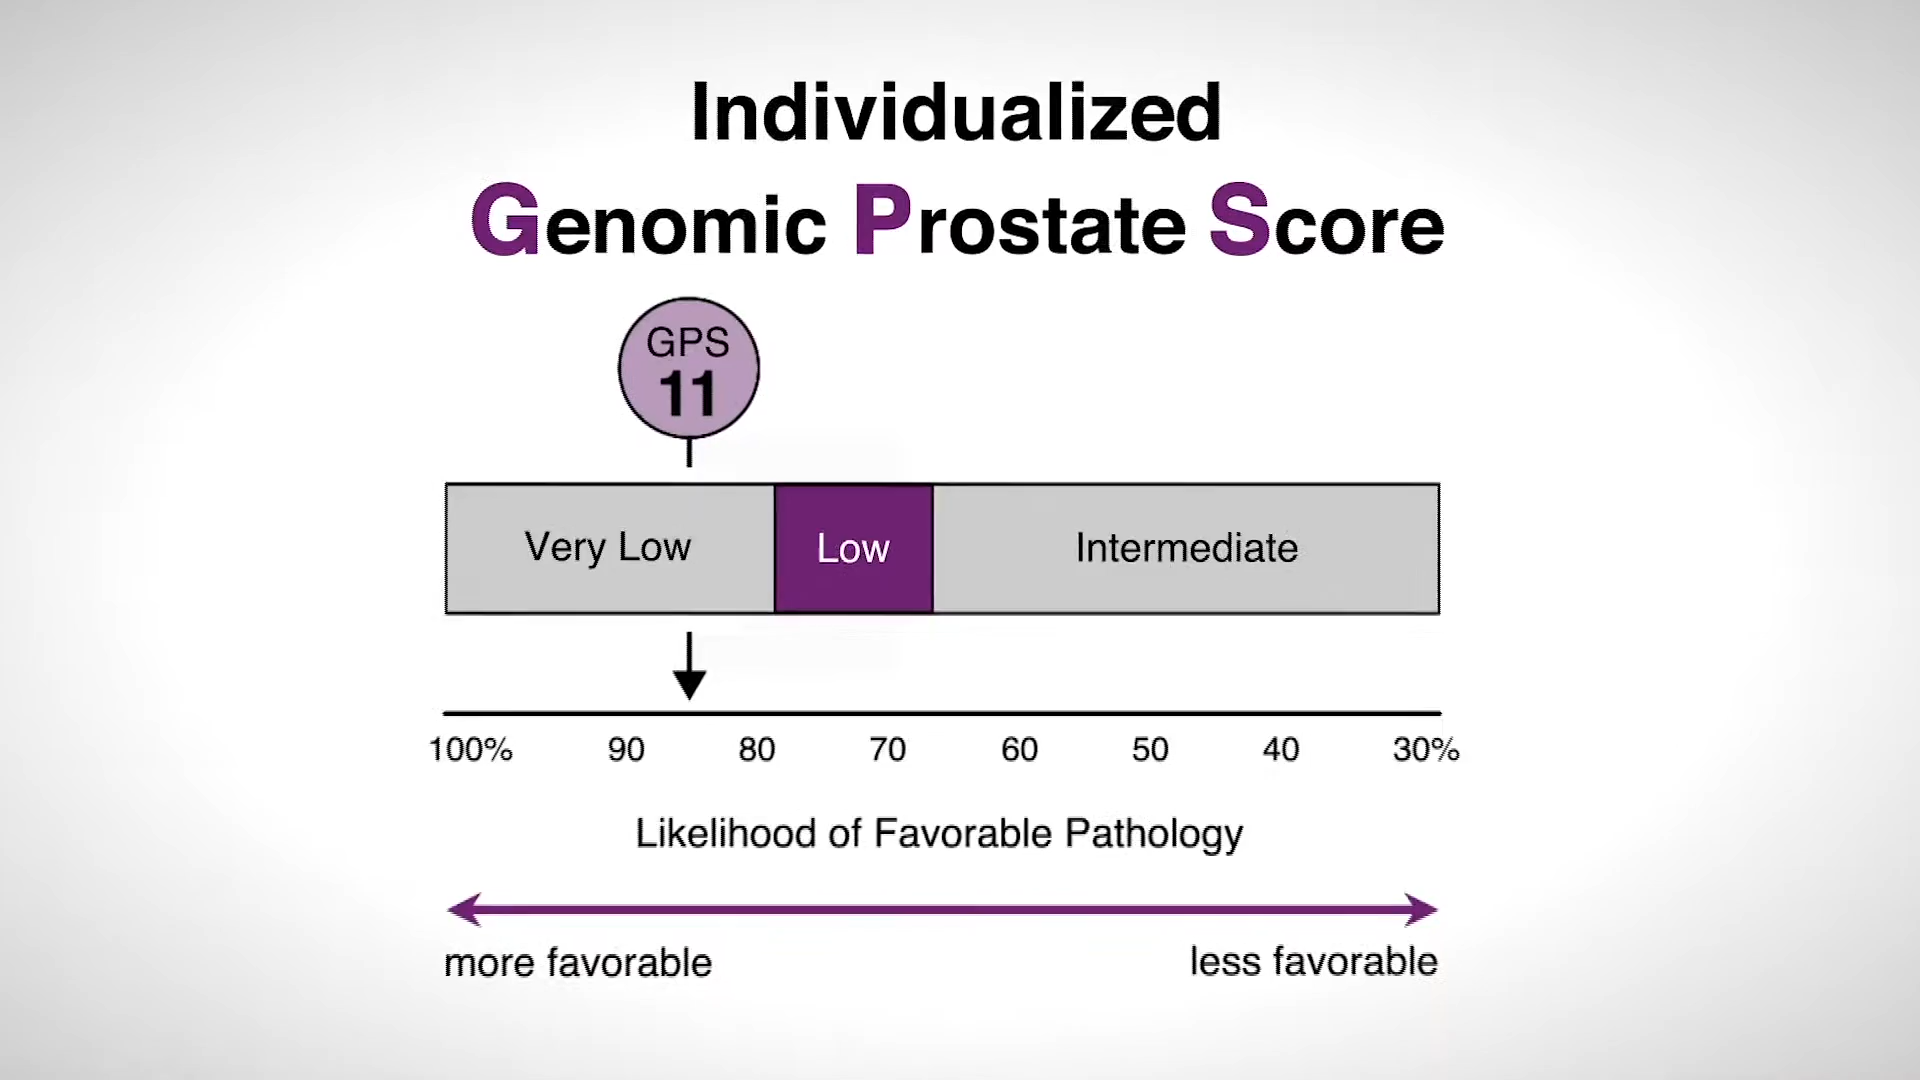 Individualized
Genomic Prostate Score
GPS
11
Very Low Low Intermediate
100% 90 80 70 60 50 40 30%
Likelihood of Favorable Pathology
more favorable less favorable